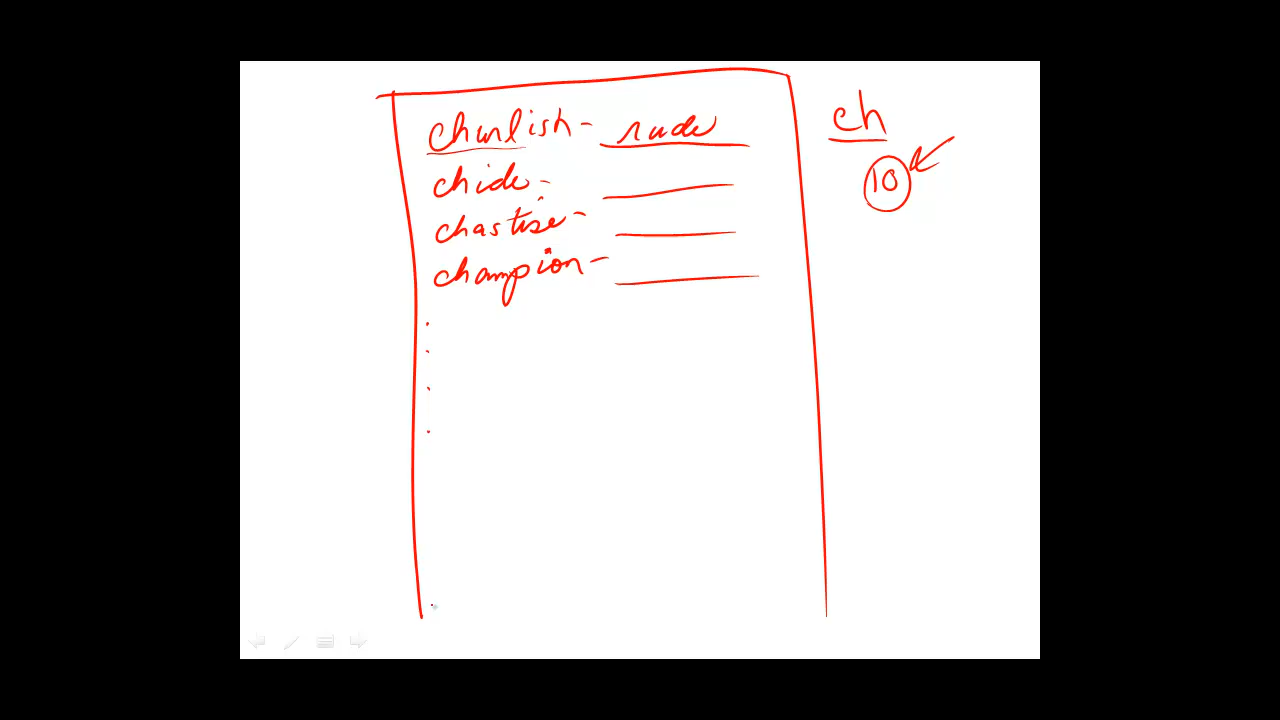 churlish - rude
chide -
chastise -
champion -
ch
10